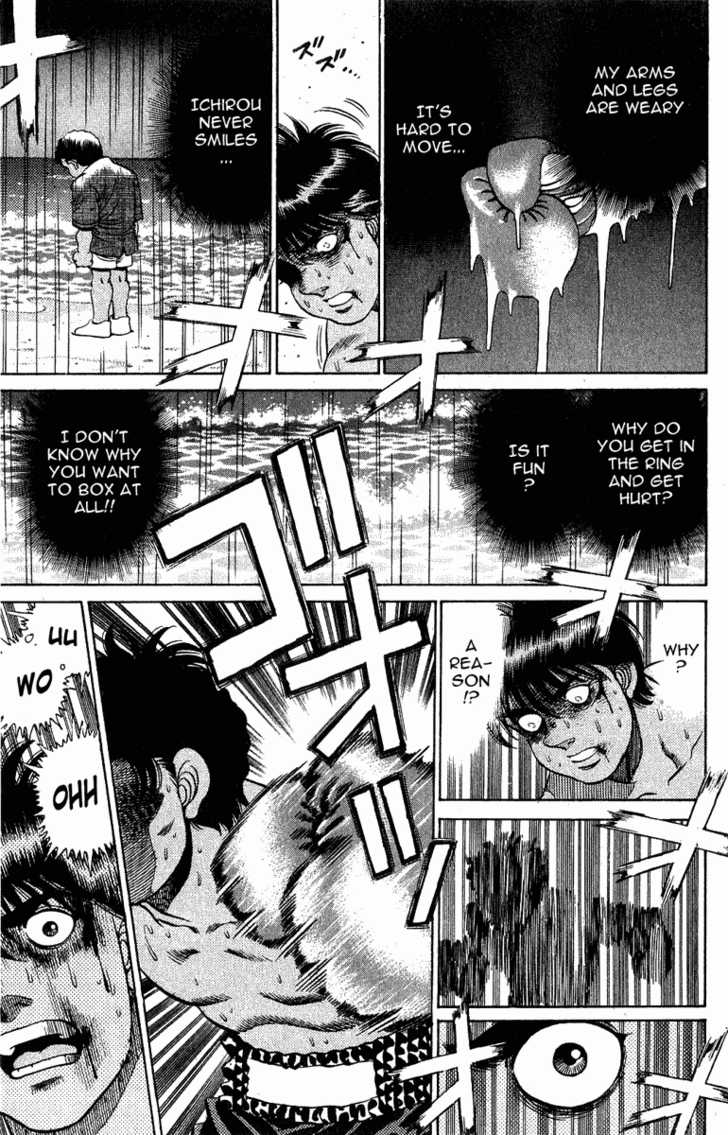 MY ARMS
AND LEGS
ARE WEARY
IT'S
HARD TO
MOVE...
ズズ....
ICHIROU
NEVER
SMILES
...
WHY DO
YOU GET IN
THE RING
AND GET
HURT?
IS IT
FUN
?
I DON'T
KNOW WHY
YOU WANT
TO BOX AT
ALL!!
WHY
?
A
REA-
SON
!?
ゴオオ
UU
WO
OHH